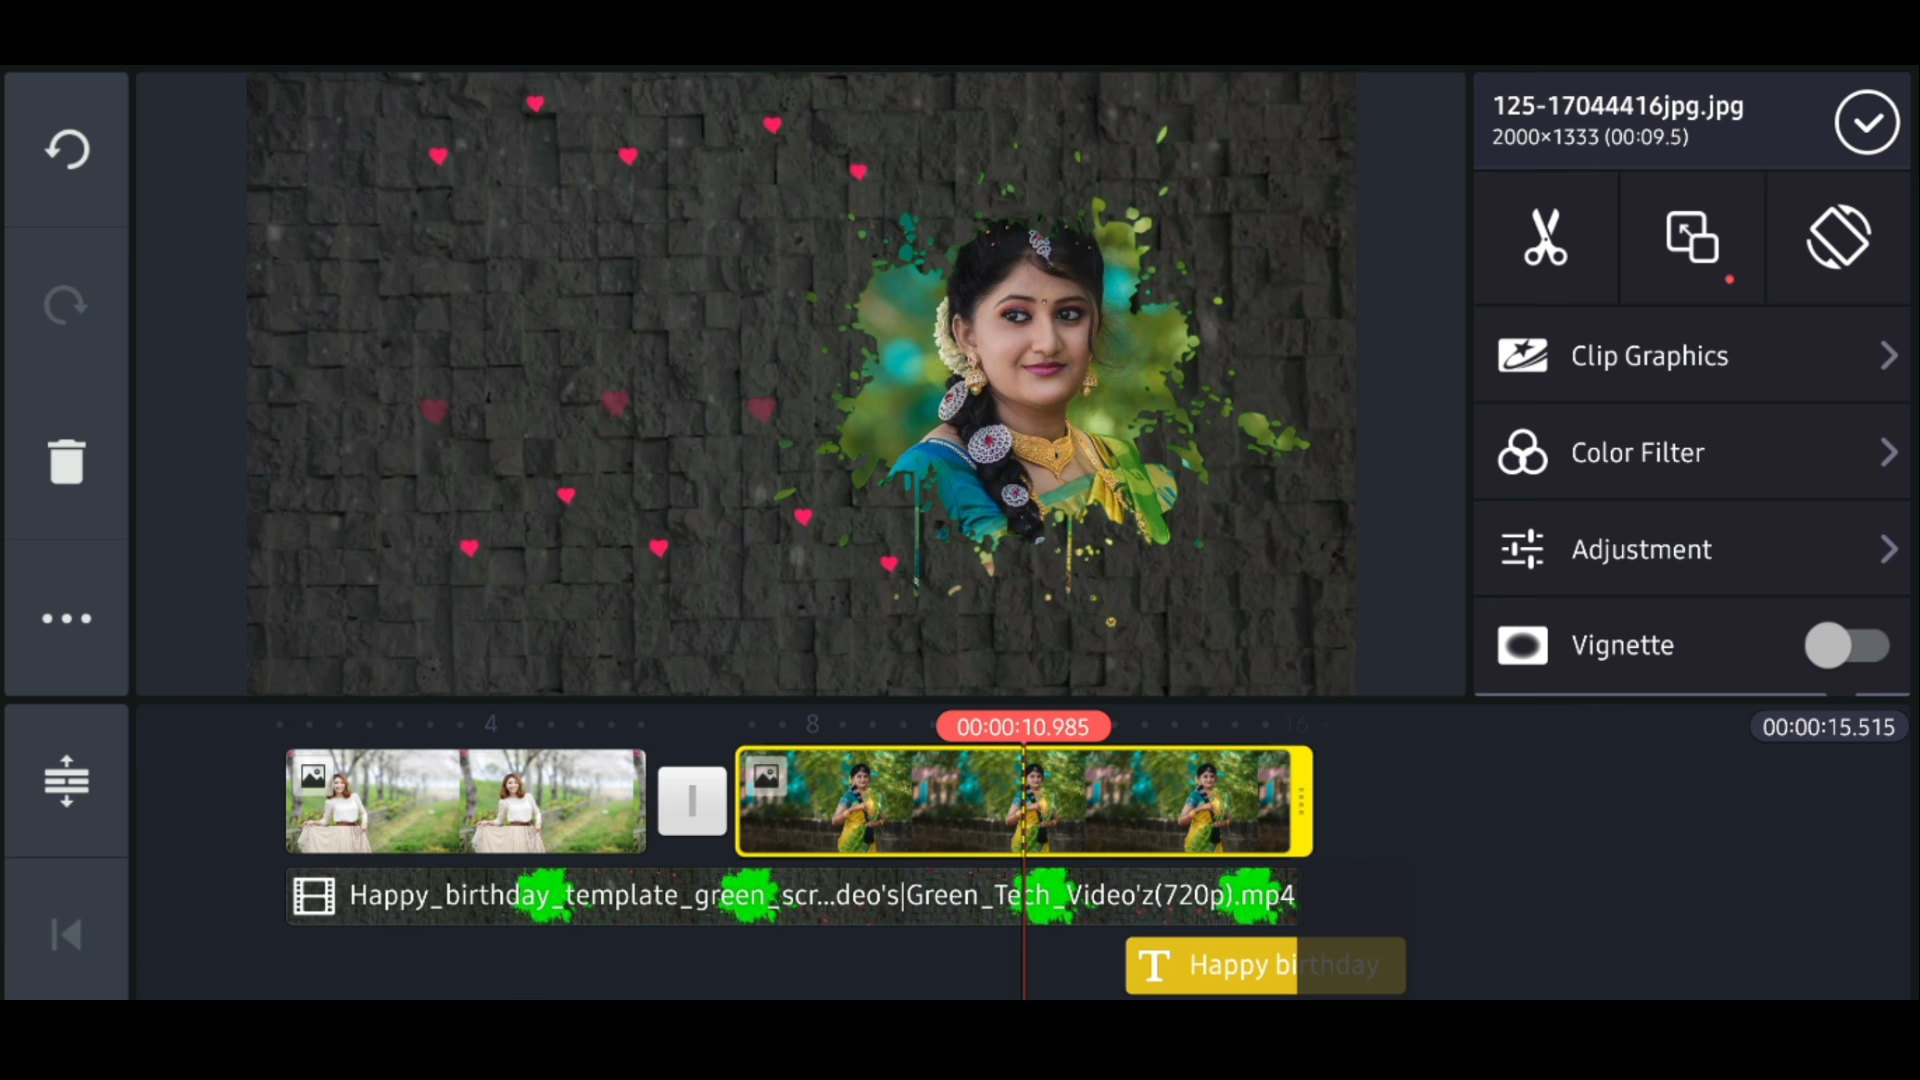 125-17044416jpg.jpg
2000×1333 (00:09.5)
Clip Graphics
Color Filter
Adjustment
Vignette
4
8
00:00:10.985
16
00:00:15.515
Happy_birthday_template_green_scr...deo's|Green_Tech_Video'z(720p).mp4
T Happy birthday